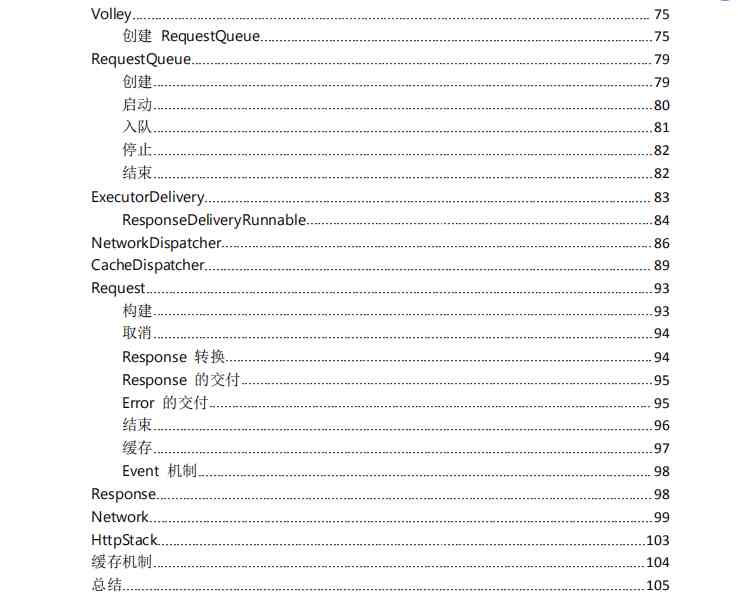 Volley........ 75
创建 RequestQueue........ 75
RequestQueue........ 79
创建........ 79
启动........ 80
入队........ 81
停止........ 82
结束........ 82
ExecutorDelivery........ 83
ResponseDeliveryRunnable........ 84
NetworkDispatcher........ 86
CacheDispatcher........ 89
Request........ 93
构建........ 93
取消........ 94
Response 转换........ 94
Response 的交付........ 95
Error 的交付........ 95
结束........ 96
缓存........ 97
Event 机制........ 98
Response........ 98
Network........ 99
HttpStack........ 103
缓存机制........ 104
总结........ 105